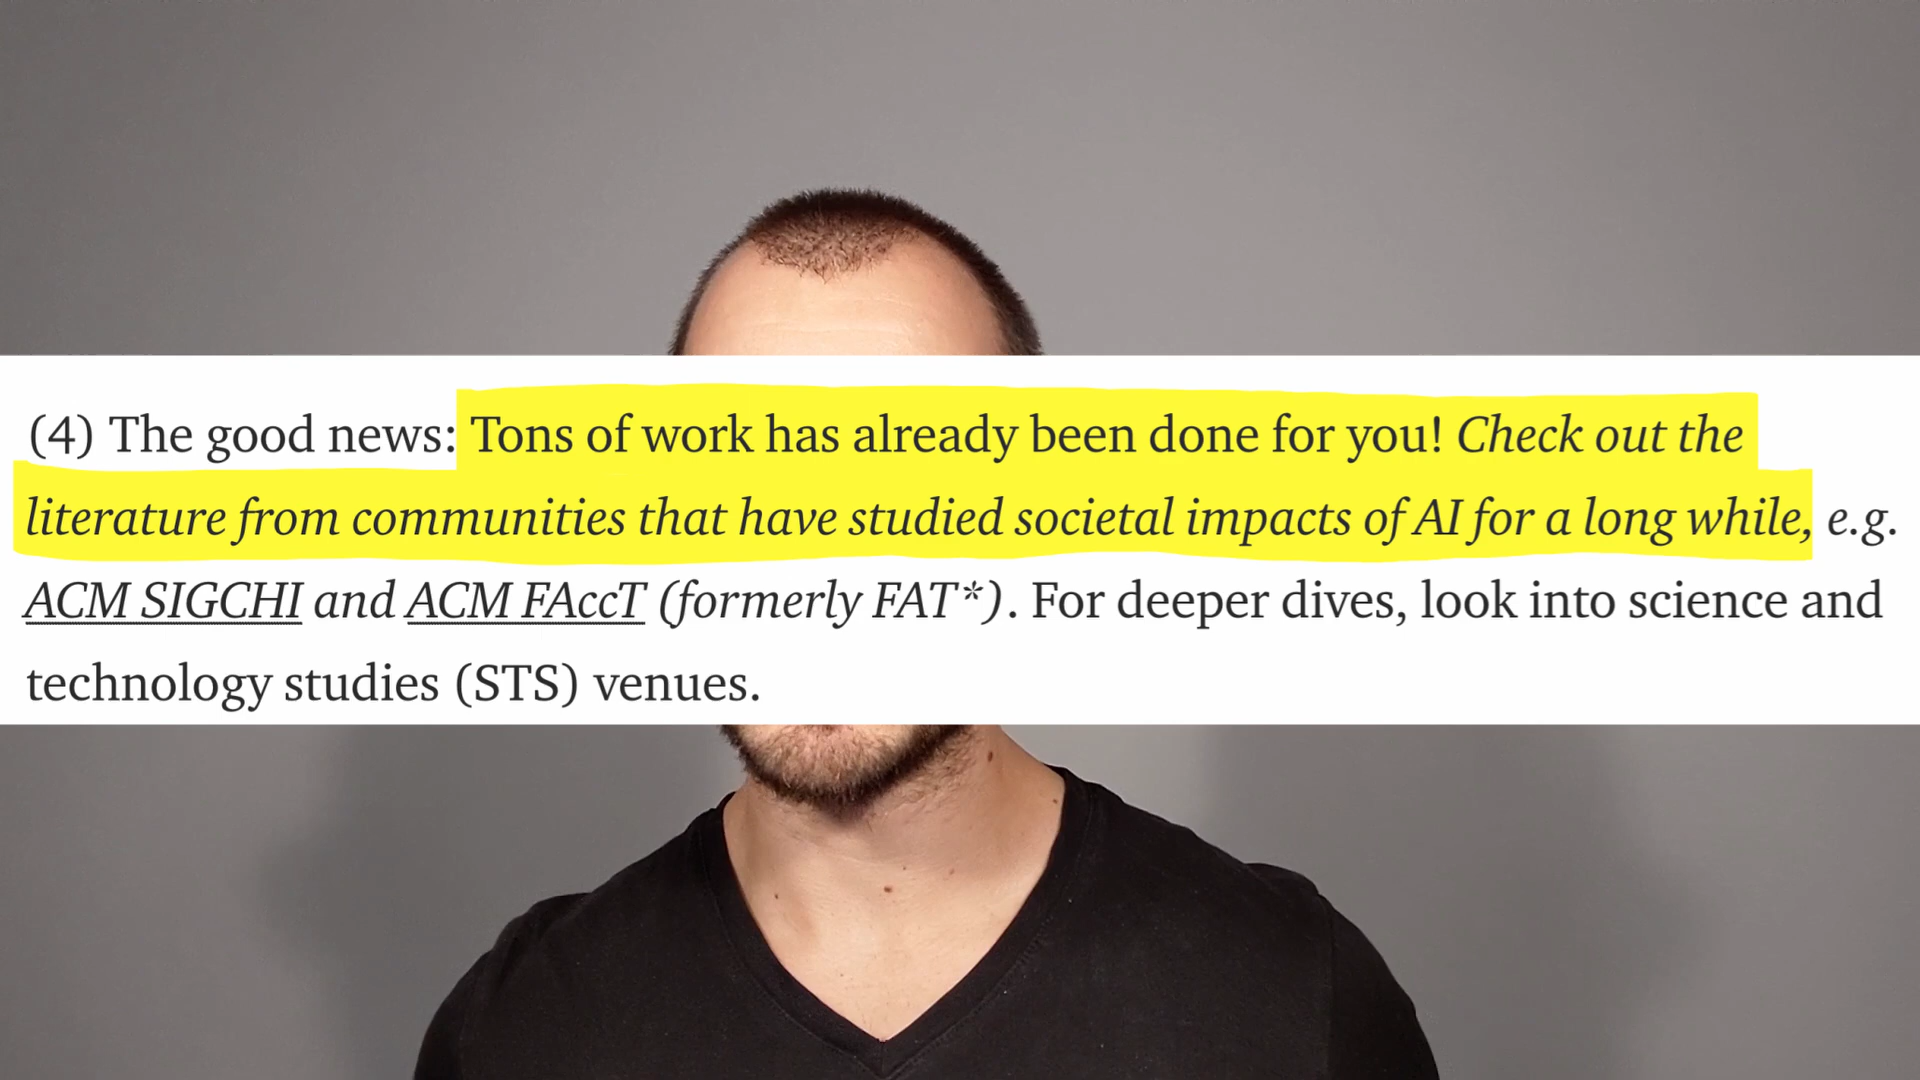 (4) The good news: Tons of work has already been done for you! Check out the
literature from communities that have studied societal impacts of AI for a long while, e.g.
ACM SIGCHI and ACM FAccT (formerly FAT*). For deeper dives, look into science and
technology studies (STS) venues.